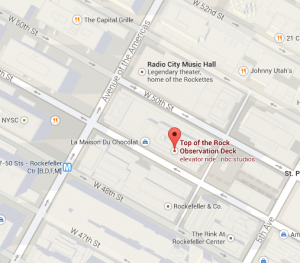 The Capital Grille
W 52nd St
W 50th St
21 C
Avenue of the Americas
Radio City Music Hall
Legendary theater,
home of the Rockettes
Johnny Utah's
W 50th St
NYSC
La Maison Du Chocolat
Top of the Rock
Observation Deck
elevator ride · nbc studios
47-50 Sts - Rockefeller
Ctr [B,D,F,M]
St. P
W 48th St
Rockefeller & Co.
5th Ave
W 47th St
The Rink At
Rockefeller Center